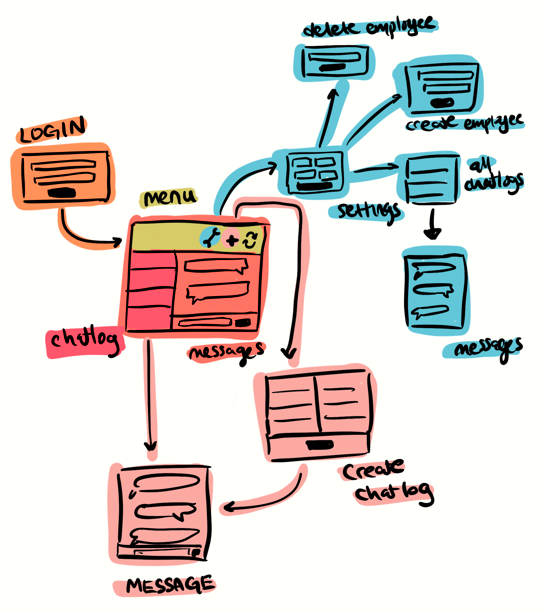 delete employee
LOGIN
create employee
all
chatlogs
menu
settings
chatlog
messages
messages
Create
chatlog
MESSAGE